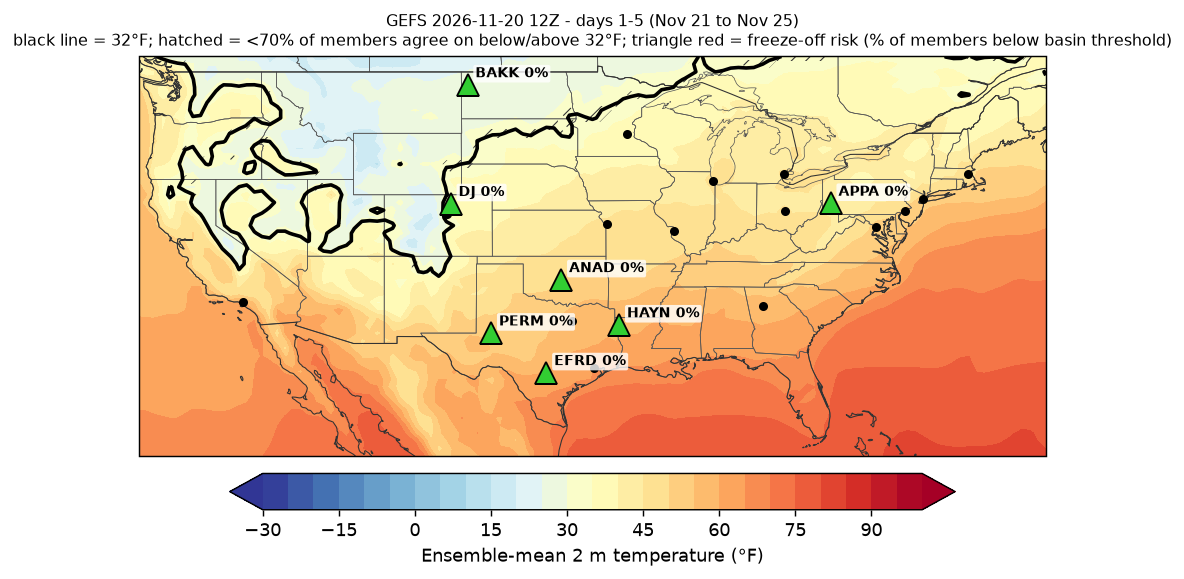 GEFS 2026-11-20 12Z - days 1-5 (Nov 21 to Nov 25)
black line = 32°F; hatched = <70% of members agree on below/above 32°F; triangle red = freeze-off risk (% of members below basin threshold)
BAKK 0%
DJ 0%
APPA 0%
ANAD 0%
HAYN 0%
PERM 0%
EFRD 0%
−30 −15 0 15 30 45 60 75 90
Ensemble-mean 2 m temperature (°F)